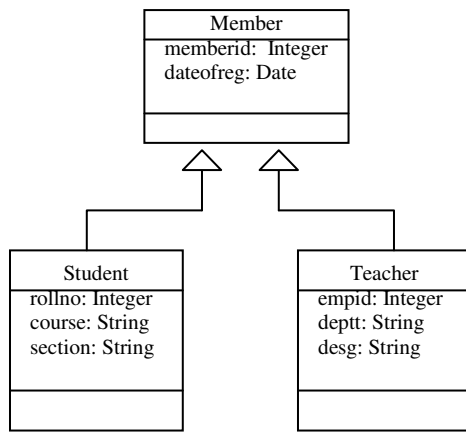 Member
memberid: Integer
dateofreg: Date
Student
rollno: Integer
course: String
section: String
Teacher
empid: Integer
deptt: String
desg: String